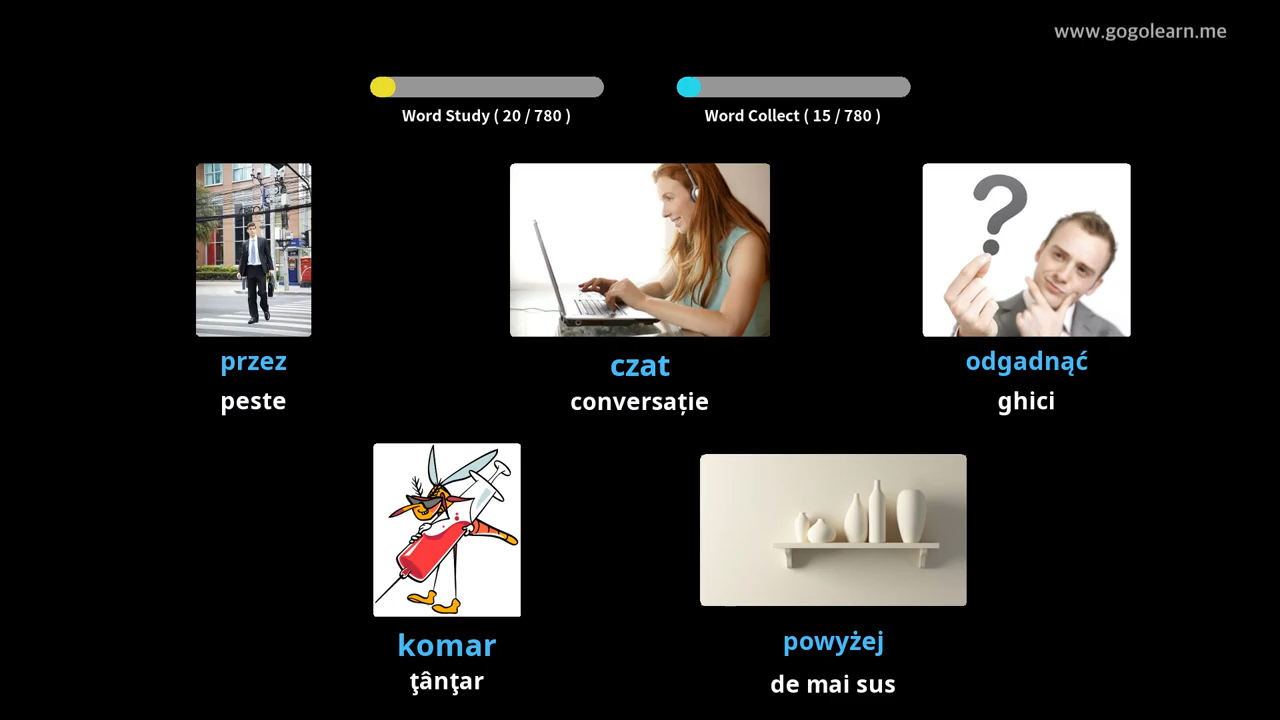 www.gogolearn.me
Word Study ( 20 / 780 )
Word Collect ( 15 / 780 )
przez
peste
czat
conversație
odgadnąć
ghici
komar
ţânţar
powyżej
de mai sus